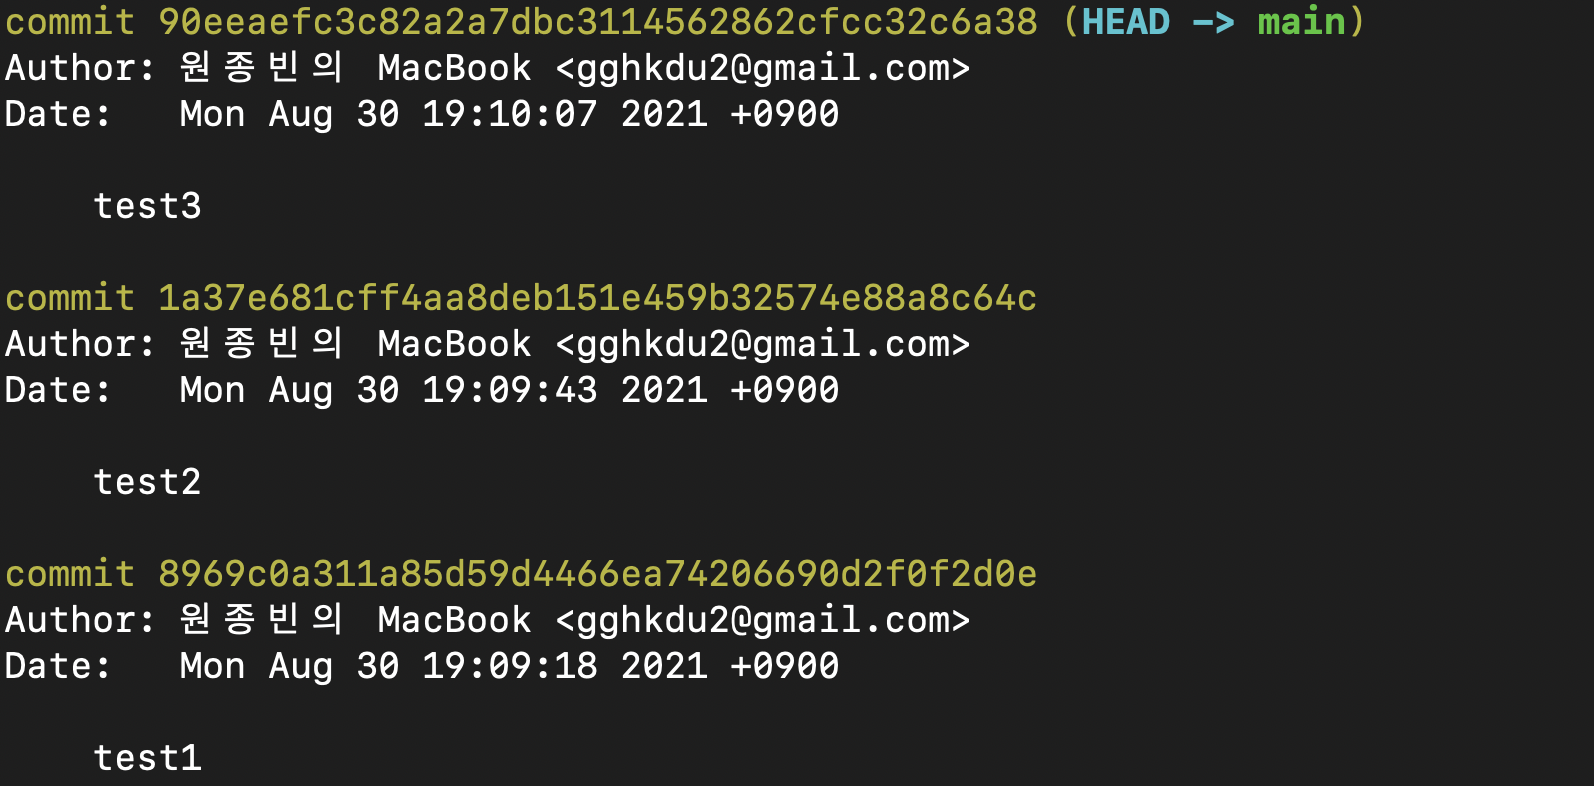 commit 90eeaefc3c82a2a7dbc3114562862cfcc32c6a38 (HEAD -> main)
Author: 원종빈의 MacBook <gghkdu2@gmail.com>
Date:   Mon Aug 30 19:10:07 2021 +0900
    test3
commit 1a37e681cff4aa8deb151e459b32574e88a8c64c
Author: 원종빈의 MacBook <gghkdu2@gmail.com>
Date:   Mon Aug 30 19:09:43 2021 +0900
    test2
commit 8969c0a311a85d59d4466ea74206690d2f0f2d0e
Author: 원종빈의 MacBook <gghkdu2@gmail.com>
Date:   Mon Aug 30 19:09:18 2021 +0900
    test1